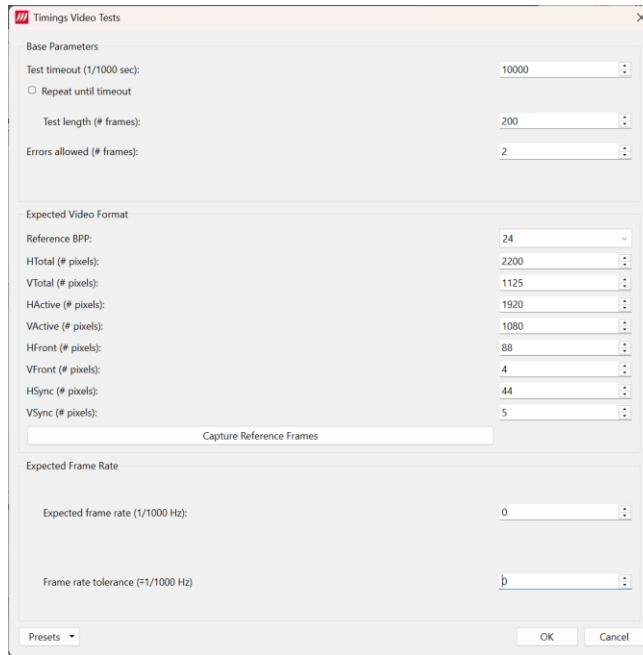 Timings Video Tests
Base Parameters
Test timeout (1/1000 sec): 10000
Repeat until timeout
Test length (# frames): 200
Errors allowed (# frames): 2
Expected Video Format
Reference BPP: 24
HTotal (# pixels): 2200
VTotal (# pixels): 1125
HActive (# pixels): 1920
VActive (# pixels): 1080
HFront (# pixels): 88
VFront (# pixels): 4
HSync (# pixels): 44
VSync (# pixels): 5
Capture Reference Frames
Expected Frame Rate
Expected frame rate (1/1000 Hz): 0
Frame rate tolerance (∓1/1000 Hz) 0
Presets OK Cancel